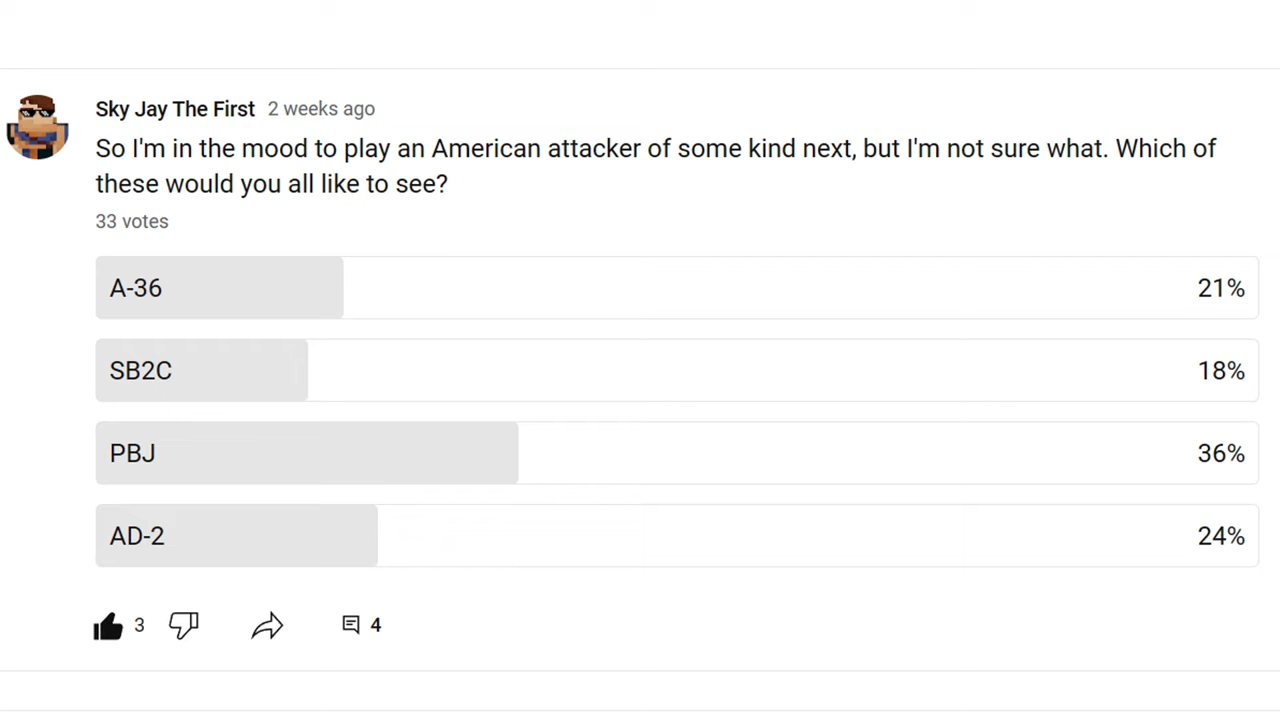 Sky Jay The First 2 weeks ago
So I'm in the mood to play an American attacker of some kind next, but I'm not sure what. Which of
these would you all like to see?
33 votes
A-36 21%
SB2C 18%
PBJ 36%
AD-2 24%
3 4